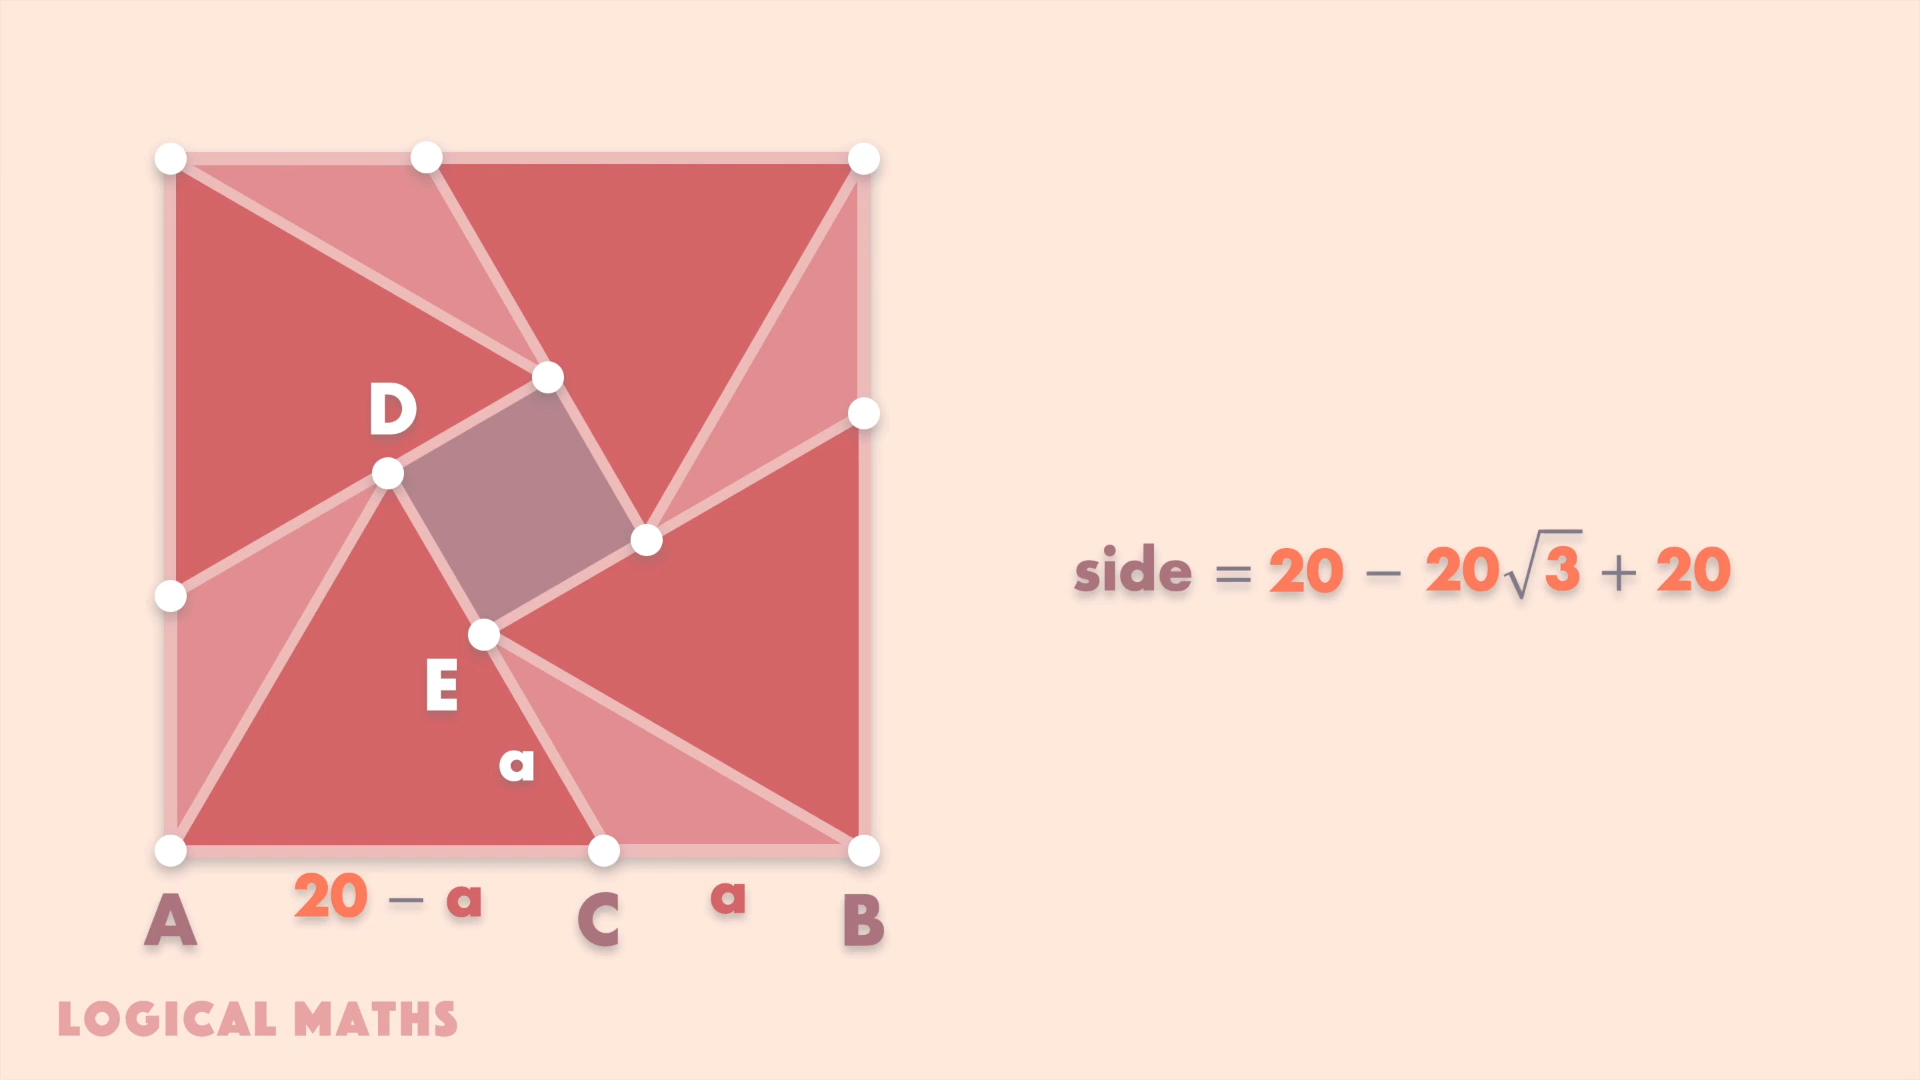 D
E
a
side = 20 − 20√3 + 20
20 − a
a
A
C
B
LOGICAL MATHS